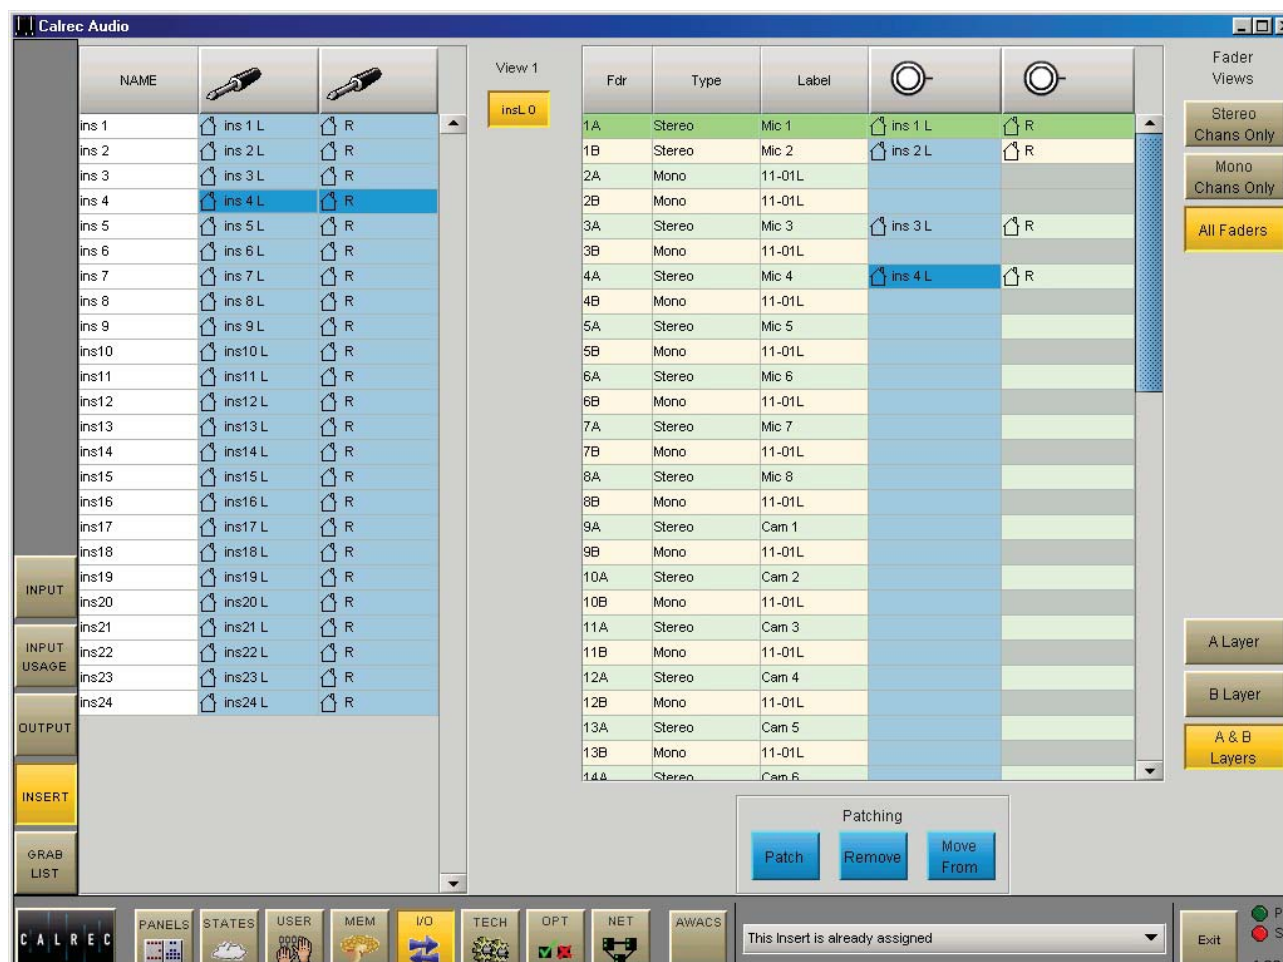 Calrec Audio
NAME
ins 1 ins 1 L R
ins 2 ins 2 L R
ins 3 ins 3 L R
ins 4 ins 4 L R
ins 5 ins 5 L R
ins 6 ins 6 L R
ins 7 ins 7 L R
ins 8 ins 8 L R
ins 9 ins 9 L R
ins10 ins10 L R
ins11 ins11 L R
ins12 ins12 L R
ins13 ins13 L R
ins14 ins14 L R
ins15 ins15 L R
ins16 ins16 L R
ins17 ins17 L R
ins18 ins18 L R
ins19 ins19 L R
ins20 ins20 L R
ins21 ins21 L R
ins22 ins22 L R
ins23 ins23 L R
ins24 ins24 L R
View 1
insL 0
Fdr Type Label
1A Stereo Mic 1 ins 1 L R
1B Stereo Mic 2 ins 2 L R
2A Mono 11-01L
2B Mono 11-01L
3A Stereo Mic 3 ins 3 L R
3B Mono 11-01L
4A Stereo Mic 4 ins 4 L R
4B Mono 11-01L
5A Stereo Mic 5
5B Mono 11-01L
6A Stereo Mic 6
6B Mono 11-01L
7A Stereo Mic 7
7B Mono 11-01L
8A Stereo Mic 8
8B Mono 11-01L
9A Stereo Cam 1
9B Mono 11-01L
10A Stereo Cam 2
10B Mono 11-01L
11A Stereo Cam 3
11B Mono 11-01L
12A Stereo Cam 4
12B Mono 11-01L
13A Stereo Cam 5
13B Mono 11-01L
14A Stereo Cam 6
Fader
Views
Stereo
Chans Only
Mono
Chans Only
All Faders
A Layer
B Layer
A & B
Layers
INPUT
INPUT
USAGE
OUTPUT
INSERT
GRAB
LIST
Patching
Patch
Remove
Move
From
CALREC
PANELS
STATES
USER
MEM
I/O
TECH
OPT
NET
AWACS
This Insert is already assigned
Exit
P
S